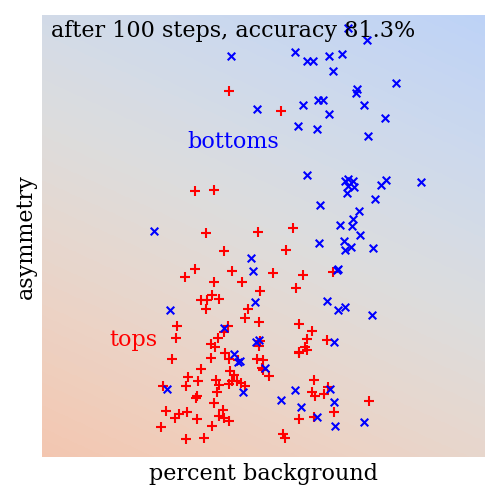 after 100 steps, accuracy 81.3%
bottoms
asymmetry
tops
percent background